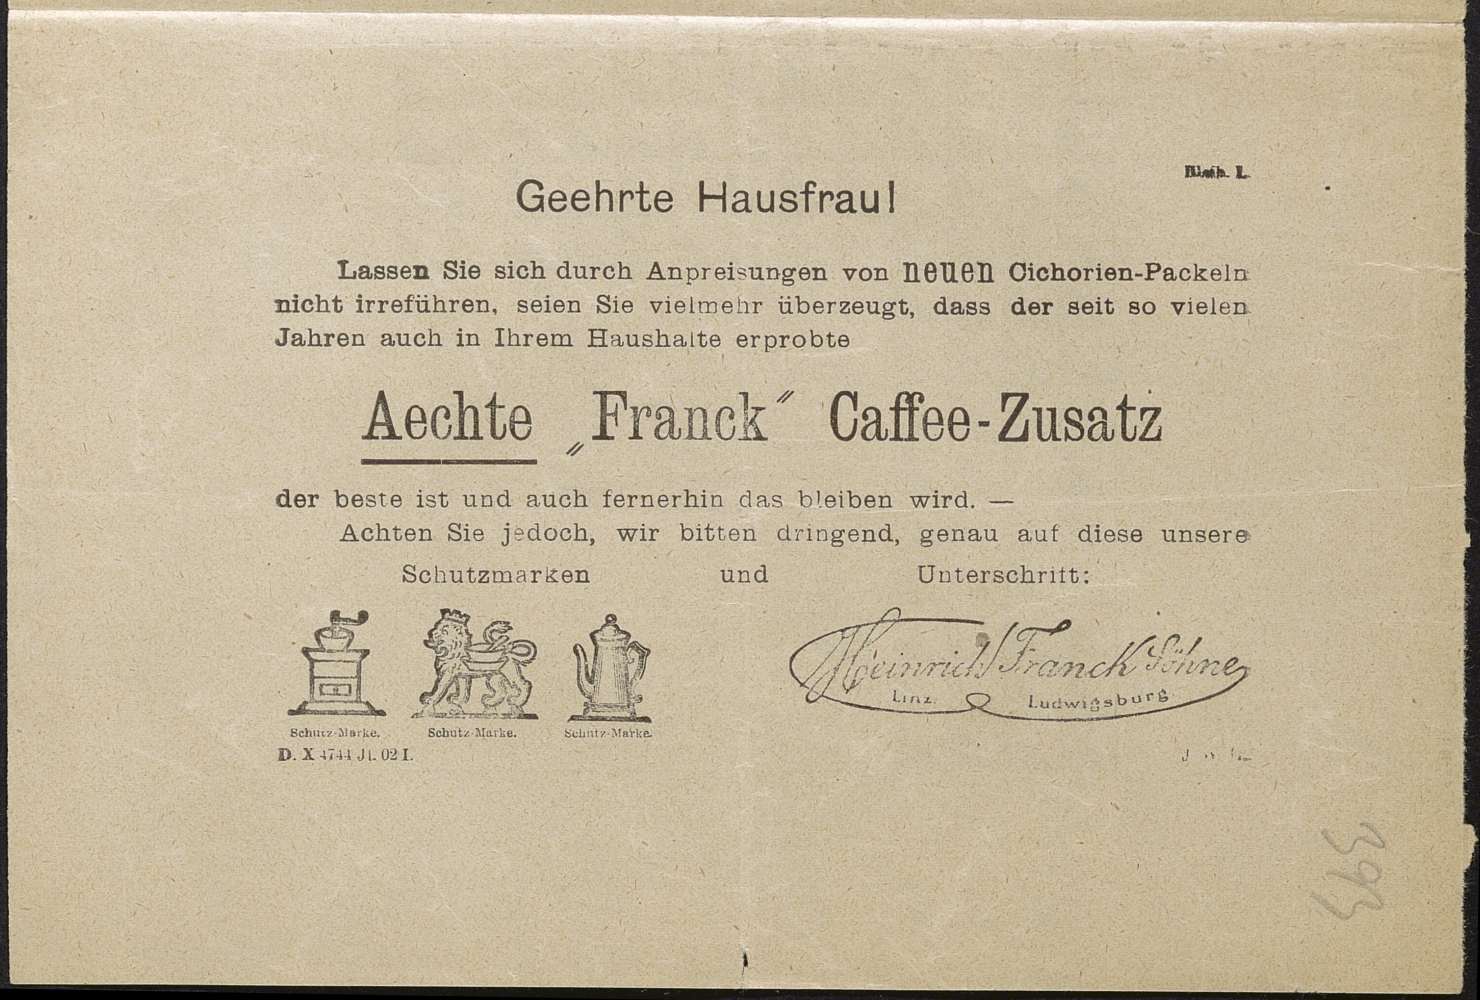 Geehrte Hausfrau!
Lassen Sie sich durch Anpreisungen von neuen Cichorien-Packeln
nicht irreführen, seien Sie vielmehr überzeugt, dass der seit so vielen
Jahren auch in Ihrem Haushalte erprobte
Aechte „Franck“ Caffee-Zusatz
der beste ist und auch fernerhin das bleiben wird. —
Achten Sie jedoch, wir bitten dringend, genau auf diese unsere
Schutzmarken und Unterschrift:
Heinrich Franck Söhne
Linz. Ludwigsburg
Schutz-Marke. Schutz-Marke. Schutz-Marke.
D. X 4744 Jl. 02 I.